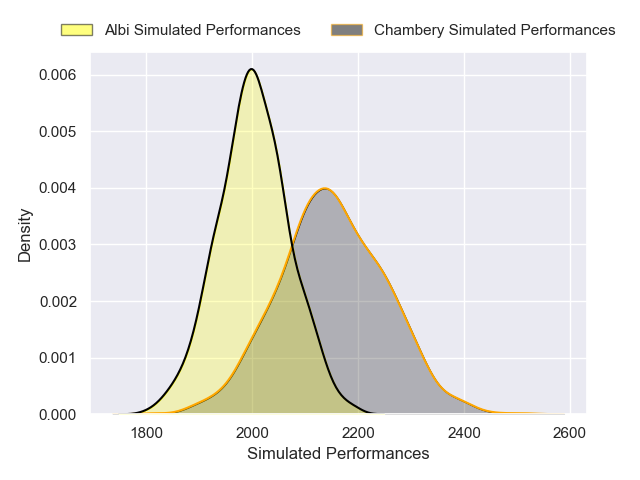 Albi Simulated Performances Chambery Simulated Performances
0.006
0.005
0.004
0.003
0.002
0.001
0.000
Density
1800 2000 2200 2400 2600
Simulated Performances